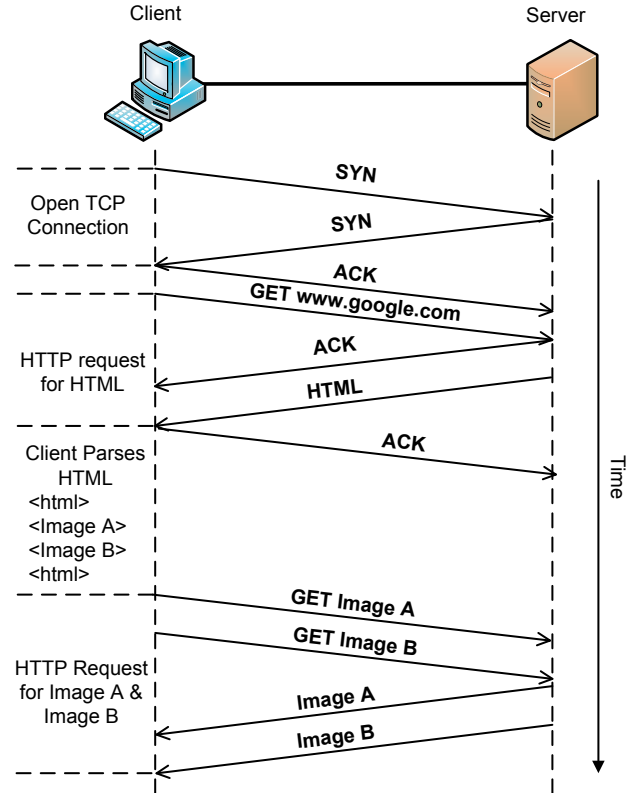 Client
Server
SYN
Open TCP
Connection
SYN
ACK
GET www.google.com
ACK
HTTP request
for HTML
HTML
ACK
Client Parses
HTML
<html>
<Image A>
<Image B>
<html>
Time
GET Image A
GET Image B
HTTP Request
for Image A &
Image B
Image A
Image B